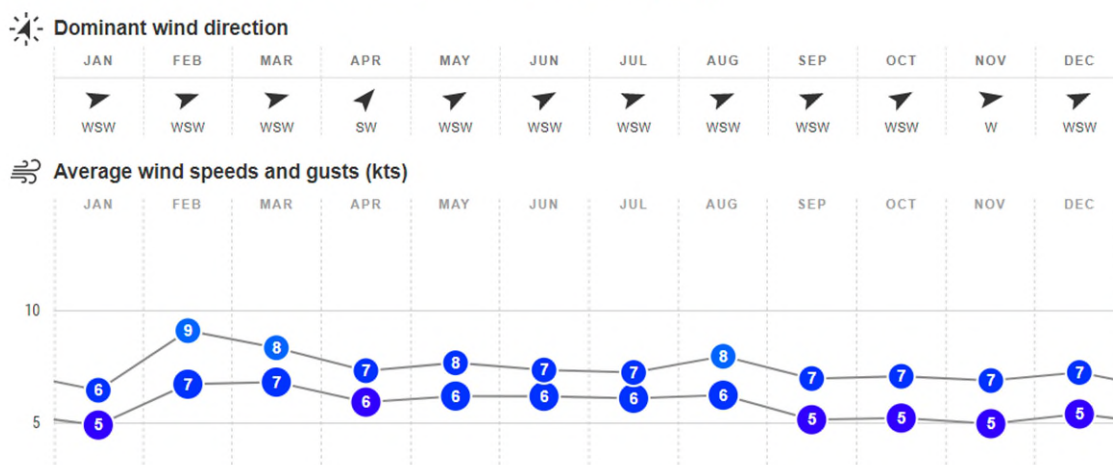 Dominant wind direction
JAN FEB MAR APR MAY JUN JUL AUG SEP OCT NOV DEC
WSW WSW WSW SW WSW WSW WSW WSW WSW WSW W WSW
Average wind speeds and gusts (kts)
JAN FEB MAR APR MAY JUN JUL AUG SEP OCT NOV DEC
10
6 9 8 7 8 7 7 8 7 7 7 7
5 7 7 6 6 6 6 6 5 5 5 5
5